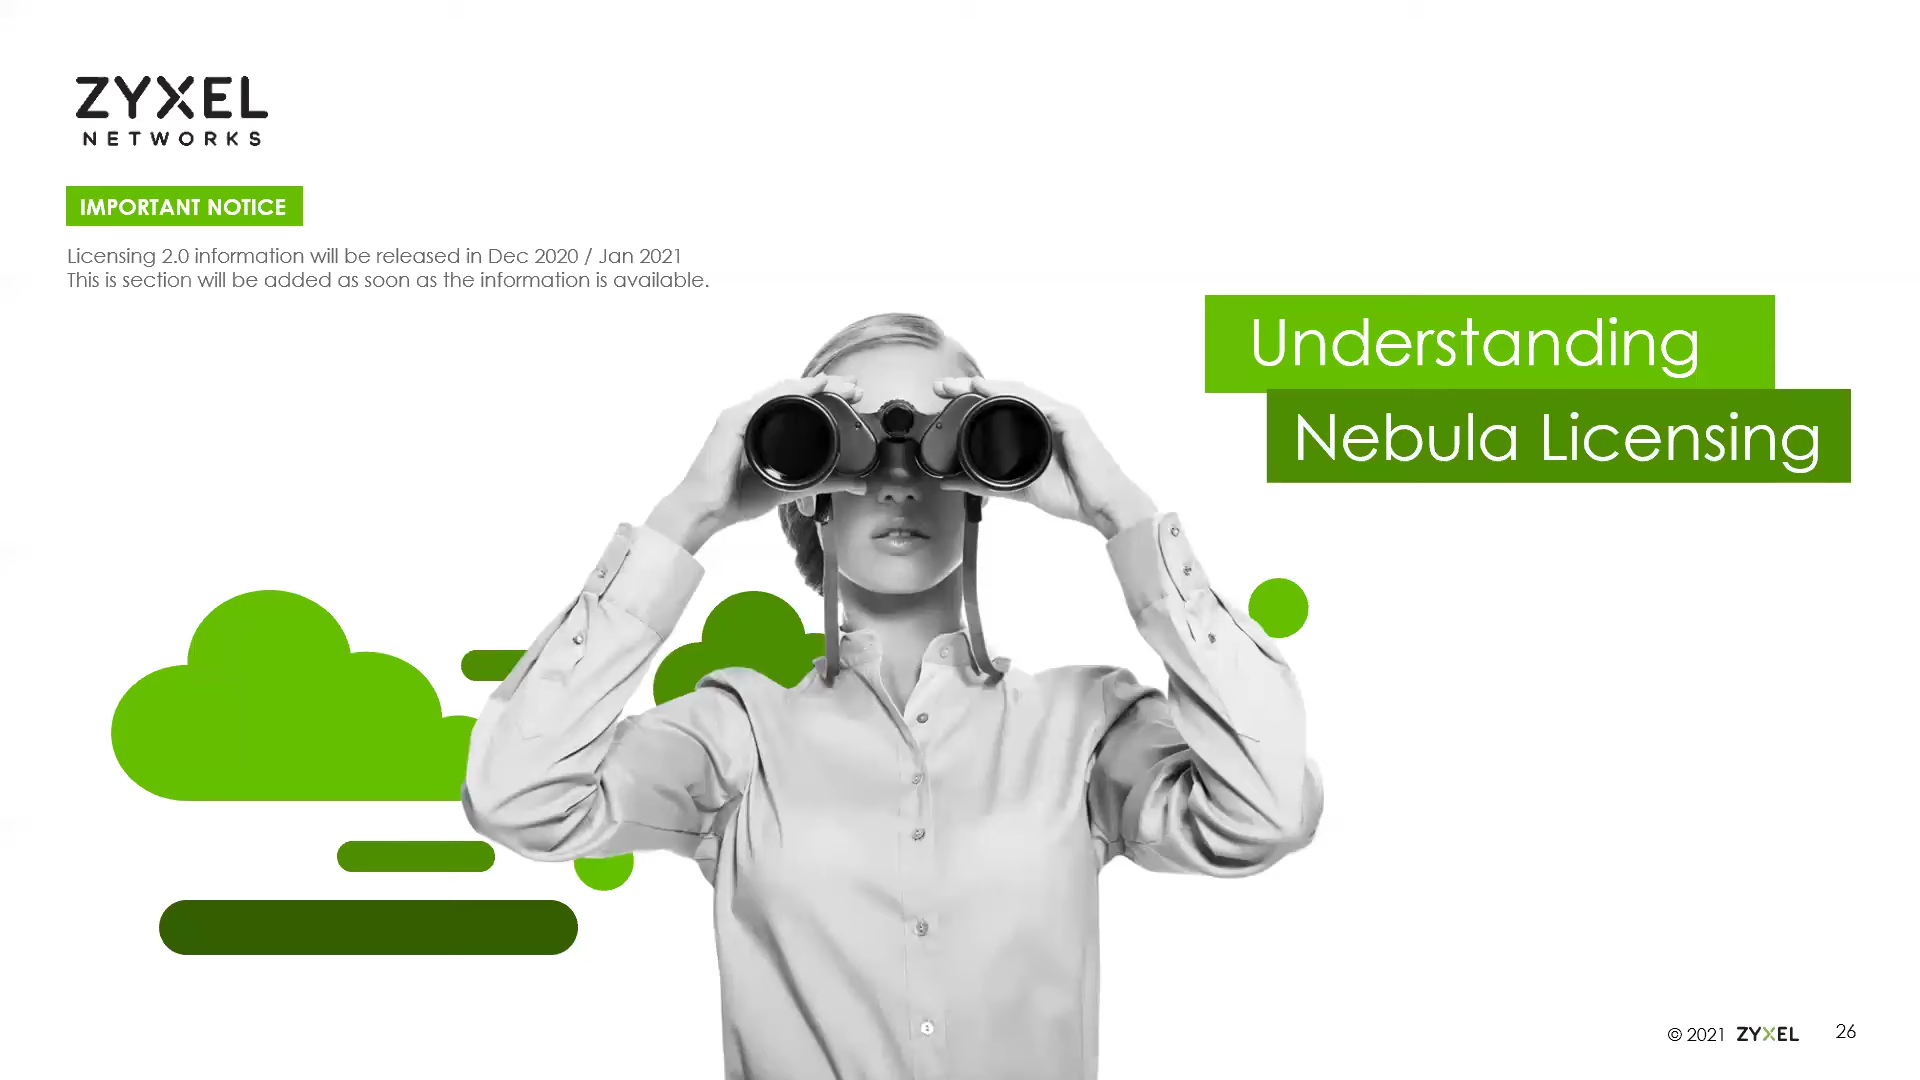 ZYXEL
NETWORKS
IMPORTANT NOTICE
Licensing 2.0 information will be released in Dec 2020 / Jan 2021
This is section will be added as soon as the information is available.
Understanding
Nebula Licensing
© 2021 ZYXEL 26